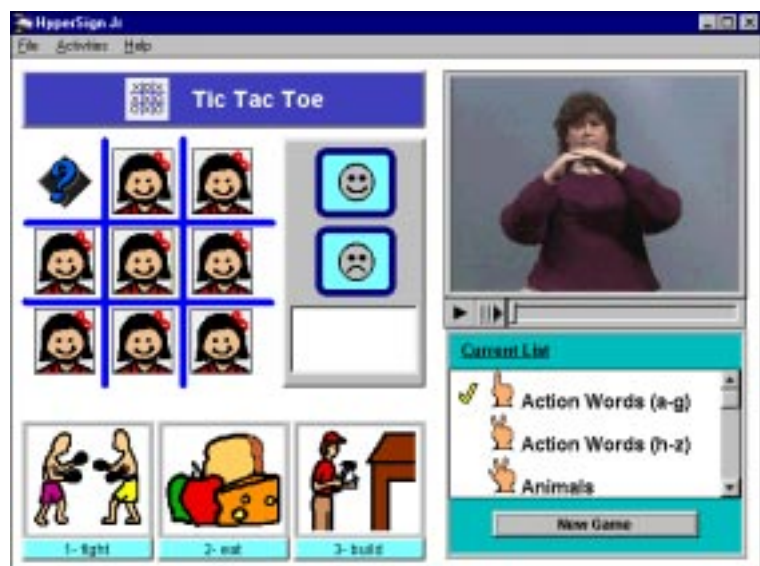 HyperSign Jr
File Activities Help
Tic Tac Toe
Current List
Action Words (a-g)
Action Words (h-z)
Animals
New Game
1- fight
2- eat
3- build